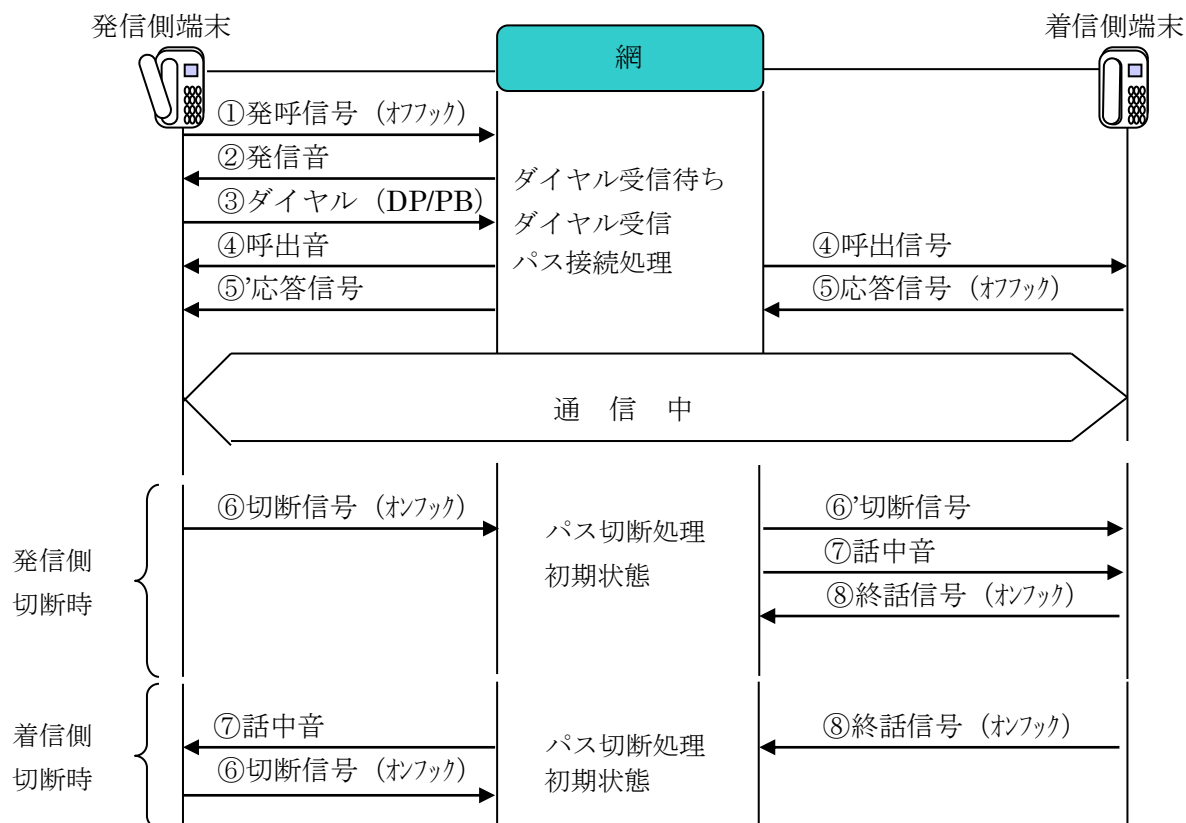 発信側端末
網
着信側端末
①発呼信号（ｵﾌﾌｯｸ）
②発信音
ダイヤル受信待ち
③ダイヤル（DP/PB）
ダイヤル受信
④呼出音
パス接続処理
④呼出信号
⑤’応答信号
⑤応答信号（ｵﾌﾌｯｸ）
通　信　中
発信側
切断時
⑥切断信号（ｵﾝﾌｯｸ）
パス切断処理
初期状態
⑥’切断信号
⑦話中音
⑧終話信号（ｵﾝﾌｯｸ）
着信側
切断時
⑦話中音
⑥切断信号（ｵﾝﾌｯｸ）
パス切断処理
初期状態
⑧終話信号（ｵﾝﾌｯｸ）